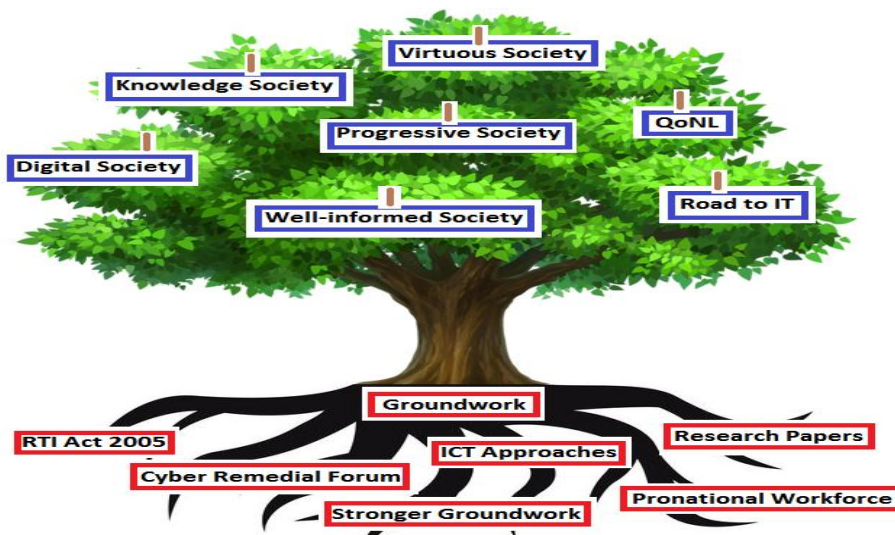 Virtuous Society
Knowledge Society
QoNL
Progressive Society
Digital Society
Road to IT
Well-informed Society
Groundwork
RTI Act 2005
Research Papers
ICT Approaches
Cyber Remedial Forum
Pronational Workforce
Stronger Groundwork